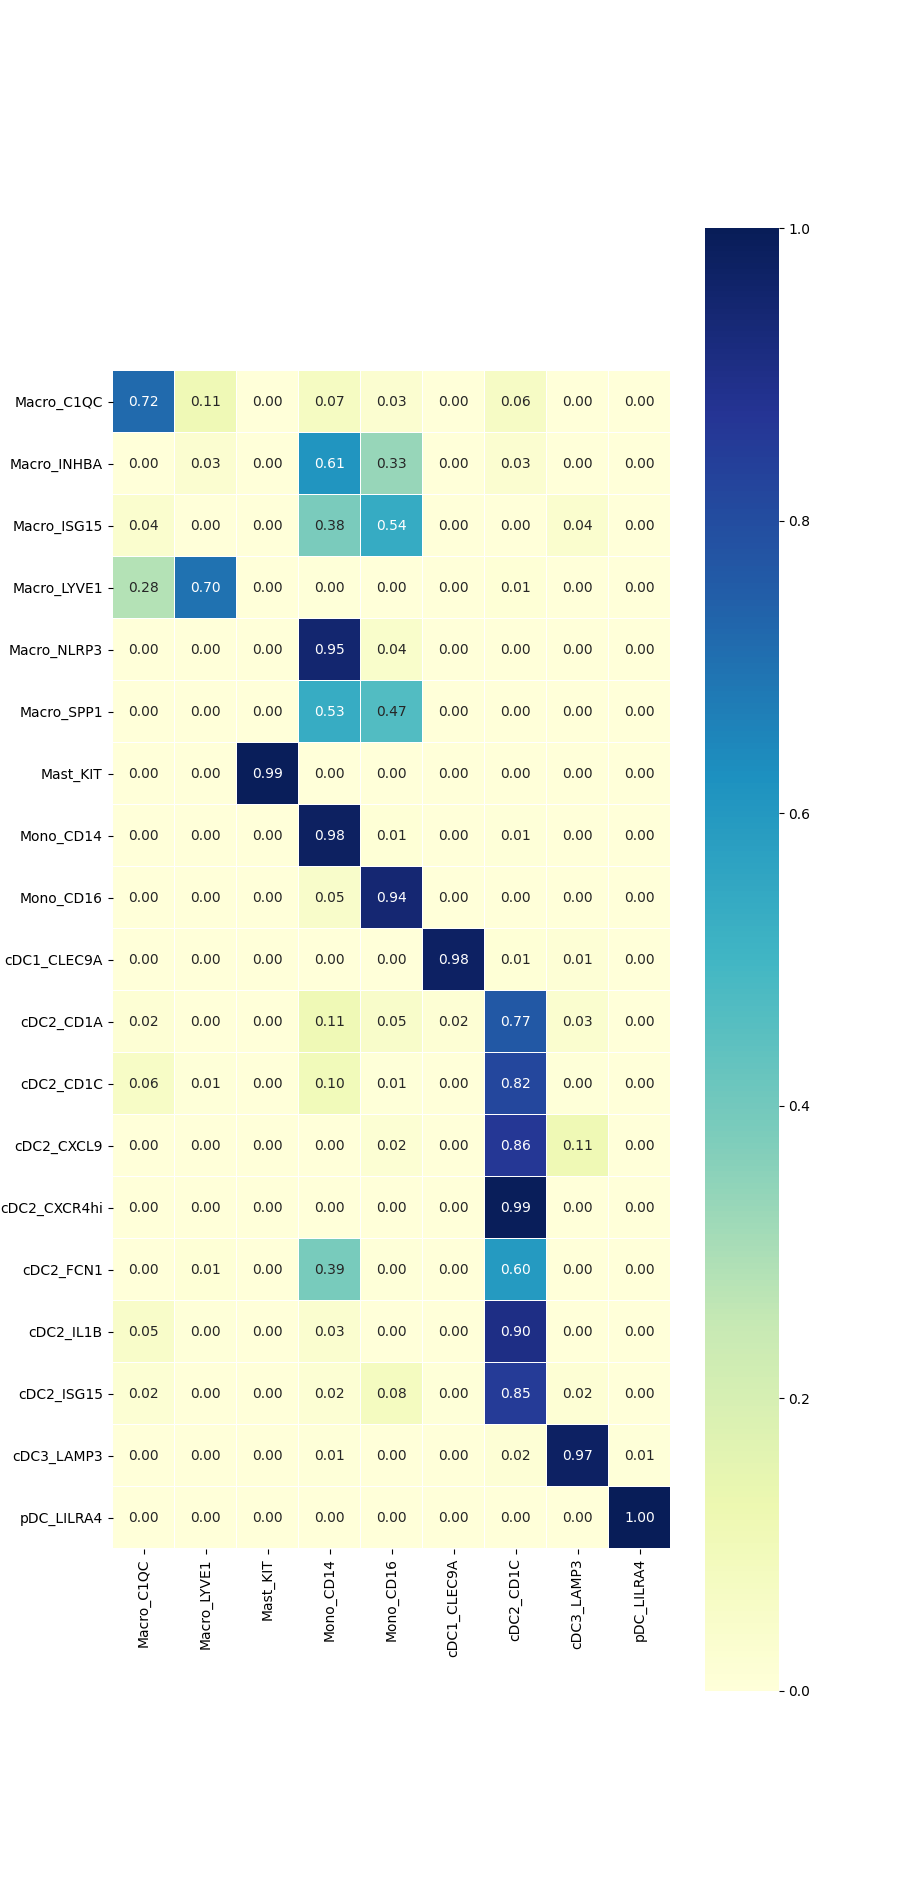 1.0
Macro_C1QC 0.72 0.11 0.00 0.07 0.03 0.00 0.06 0.00 0.00
Macro_INHBA 0.00 0.03 0.00 0.61 0.33 0.00 0.03 0.00 0.00
Macro_ISG15 0.04 0.00 0.00 0.38 0.54 0.00 0.00 0.04 0.00
0.8
Macro_LYVE1 0.28 0.70 0.00 0.00 0.00 0.00 0.01 0.00 0.00
Macro_NLRP3 0.00 0.00 0.00 0.95 0.04 0.00 0.00 0.00 0.00
Macro_SPP1 0.00 0.00 0.00 0.53 0.47 0.00 0.00 0.00 0.00
Mast_KIT 0.00 0.00 0.99 0.00 0.00 0.00 0.00 0.00 0.00
0.6
Mono_CD14 0.00 0.00 0.00 0.98 0.01 0.00 0.01 0.00 0.00
Mono_CD16 0.00 0.00 0.00 0.05 0.94 0.00 0.00 0.00 0.00
cDC1_CLEC9A 0.00 0.00 0.00 0.00 0.00 0.98 0.01 0.01 0.00
cDC2_CD1A 0.02 0.00 0.00 0.11 0.05 0.02 0.77 0.03 0.00
cDC2_CD1C 0.06 0.01 0.00 0.10 0.01 0.00 0.82 0.00 0.00
0.4
cDC2_CXCL9 0.00 0.00 0.00 0.00 0.02 0.00 0.86 0.11 0.00
cDC2_CXCR4hi 0.00 0.00 0.00 0.00 0.00 0.00 0.99 0.00 0.00
cDC2_FCN1 0.00 0.01 0.00 0.39 0.00 0.00 0.60 0.00 0.00
cDC2_IL1B 0.05 0.00 0.00 0.03 0.00 0.00 0.90 0.00 0.00
cDC2_ISG15 0.02 0.00 0.00 0.02 0.08 0.00 0.85 0.02 0.00
0.2
cDC3_LAMP3 0.00 0.00 0.00 0.01 0.00 0.00 0.02 0.97 0.01
pDC_LILRA4 0.00 0.00 0.00 0.00 0.00 0.00 0.00 0.00 1.00
Macro_C1QC
Macro_LYVE1
Mast_KIT
Mono_CD14
Mono_CD16
cDC1_CLEC9A
cDC2_CD1C
cDC3_LAMP3
pDC_LILRA4
0.0